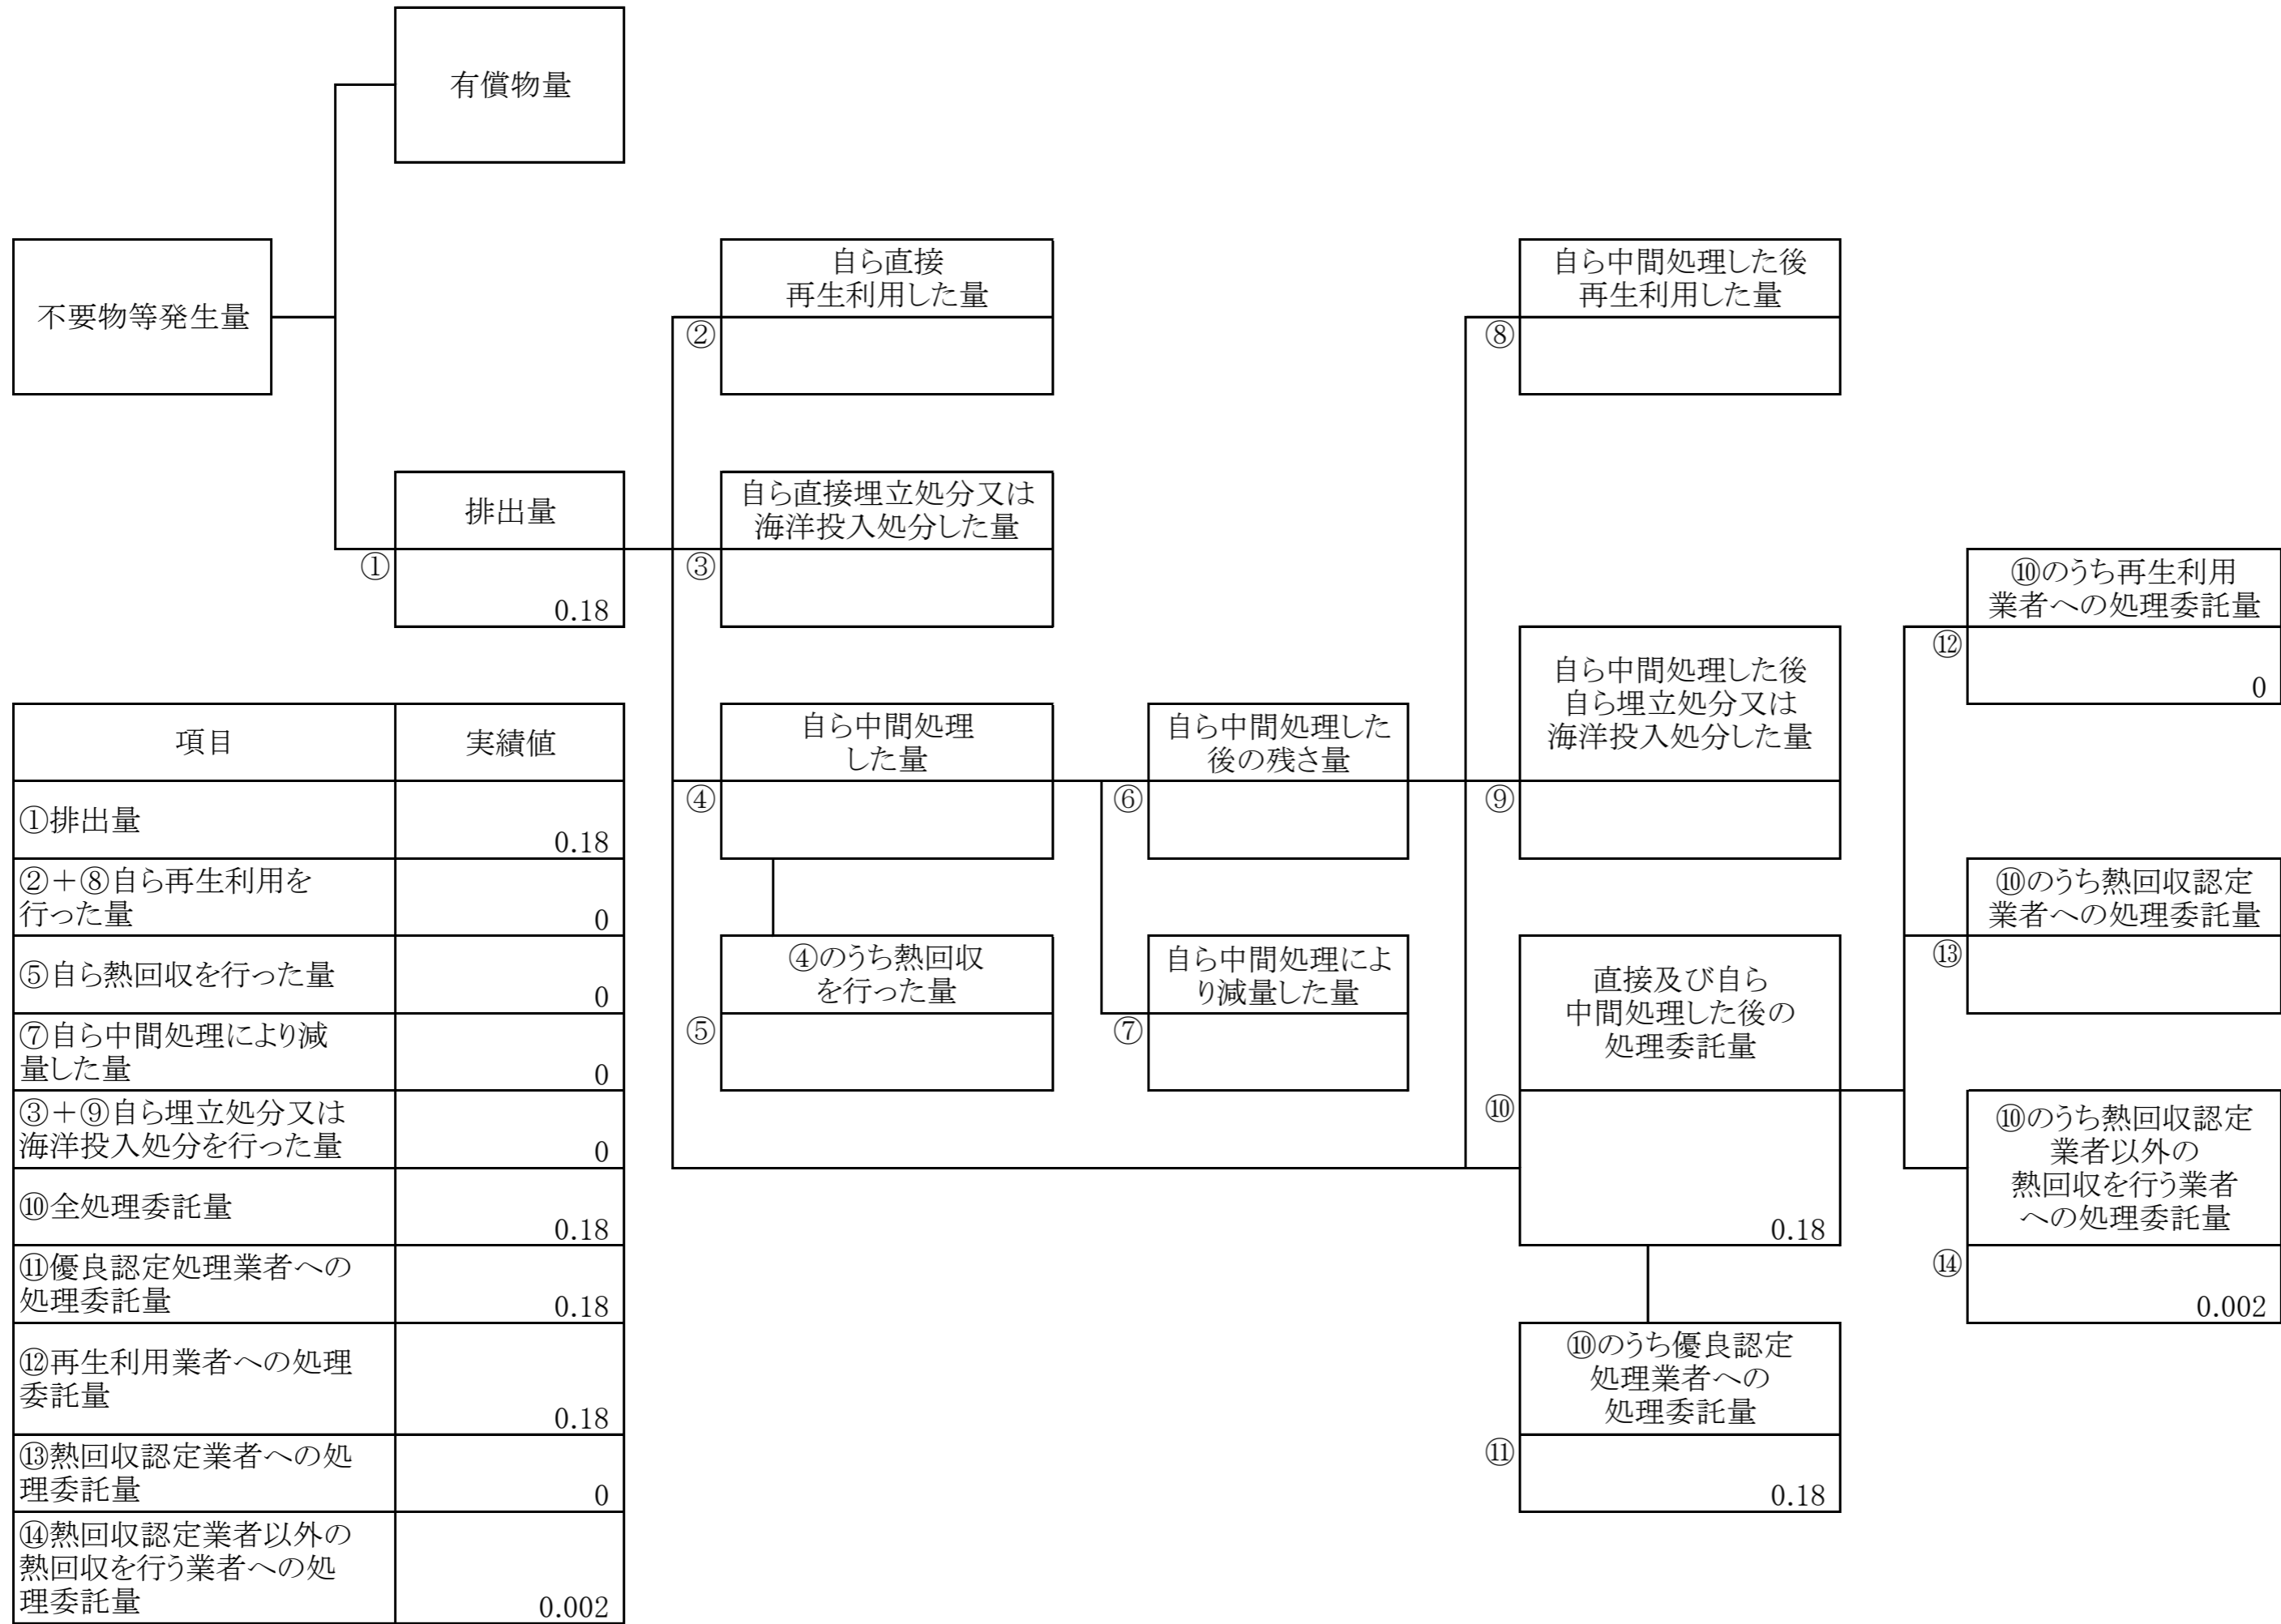 有償物量
不要物等発生量
自ら直接
再生利用した量
②
自ら中間処理した後
再生利用した量
⑧
排出量
①
0.18
自ら直接埋立処分又は
海洋投入処分した量
③
⑩のうち再生利用
業者への処理委託量
⑫
0
自ら中間処理
した量
④
自ら中間処理した
後の残さ量
⑥
自ら中間処理した後
自ら埋立処分又は
海洋投入処分した量
⑨
⑩のうち熱回収認定
業者への処理委託量
⑬
④のうち熱回収
を行った量
⑤
自ら中間処理によ
り減量した量
⑦
直接及び自ら
中間処理した後の
処理委託量
⑩
0.18
⑩のうち熱回収認定
業者以外の
熱回収を行う業者
への処理委託量
⑭
0.002
⑩のうち優良認定
処理業者への
処理委託量
⑪
0.18
項目 実績値
①排出量
0.18
②+⑧自ら再生利用を
行った量 0
⑤自ら熱回収を行った量
0
⑦自ら中間処理により減
量した量 0
③+⑨自ら埋立処分又は
海洋投入処分を行った量 0
⑩全処理委託量
0.18
⑪優良認定処理業者への
処理委託量 0.18
⑫再生利用業者への処理
委託量
0.18
⑬熱回収認定業者への処
理委託量 0
⑭熱回収認定業者以外の
熱回収を行う業者への処
理委託量 0.002